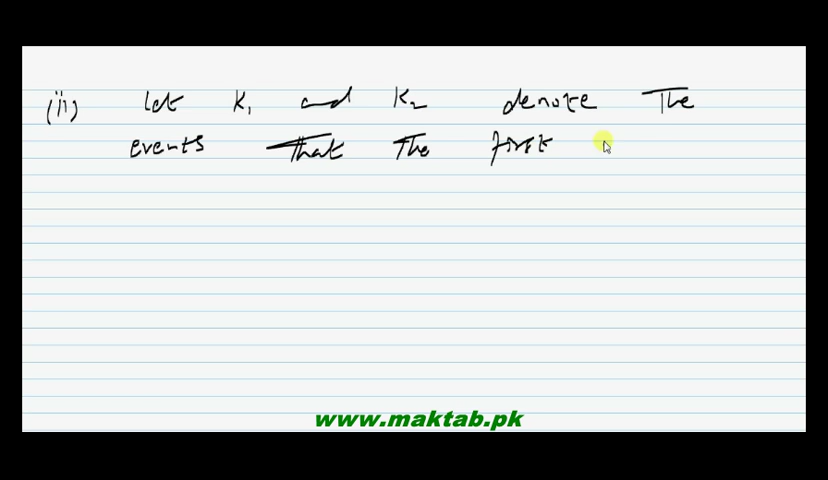 (ii) let K₁ and K₂ denote The
events that The first
www.maktab.pk